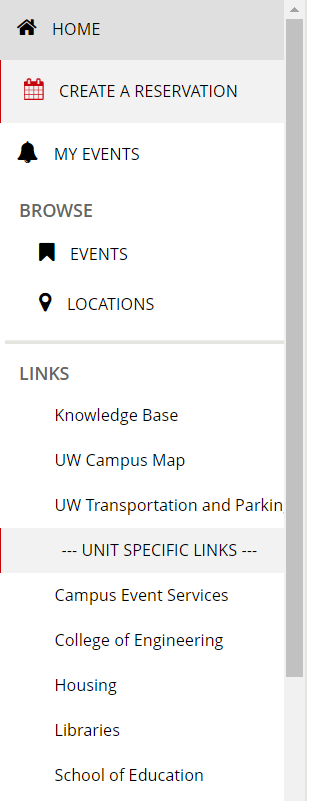 HOME
CREATE A RESERVATION
MY EVENTS
BROWSE
EVENTS
LOCATIONS
LINKS
Knowledge Base
UW Campus Map
UW Transportation and Parkin
--- UNIT SPECIFIC LINKS ---
Campus Event Services
College of Engineering
Housing
Libraries
School of Education